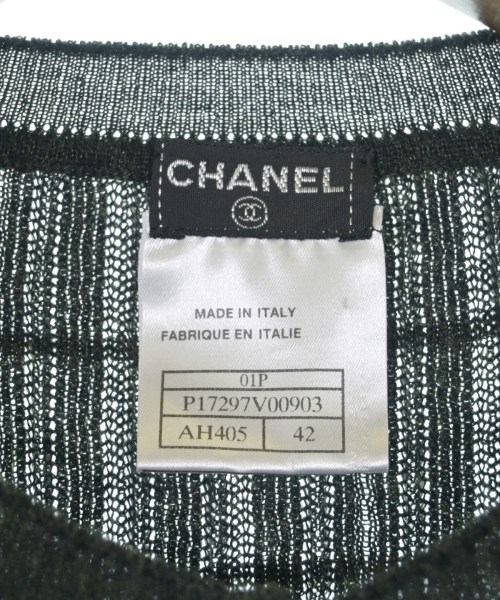 CHANEL
MADE IN ITALY
FABRIQUE EN ITALIE
01P
P17297V00903
AH405 42